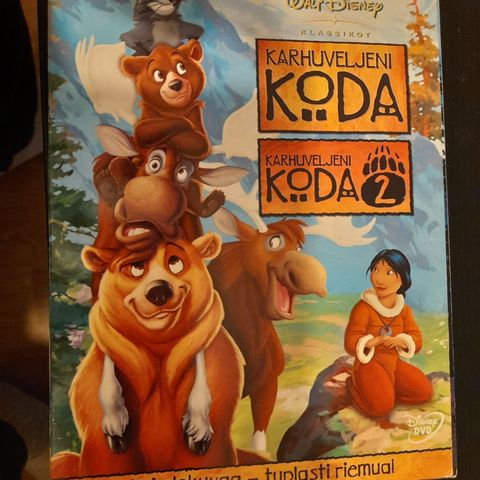 WALT DISNEY
KLASSIKOT
KARHUVELJENI
KODA
KARHUVELJENI
KODA 2
DISNEY
DVD
– tuplasti riemua!